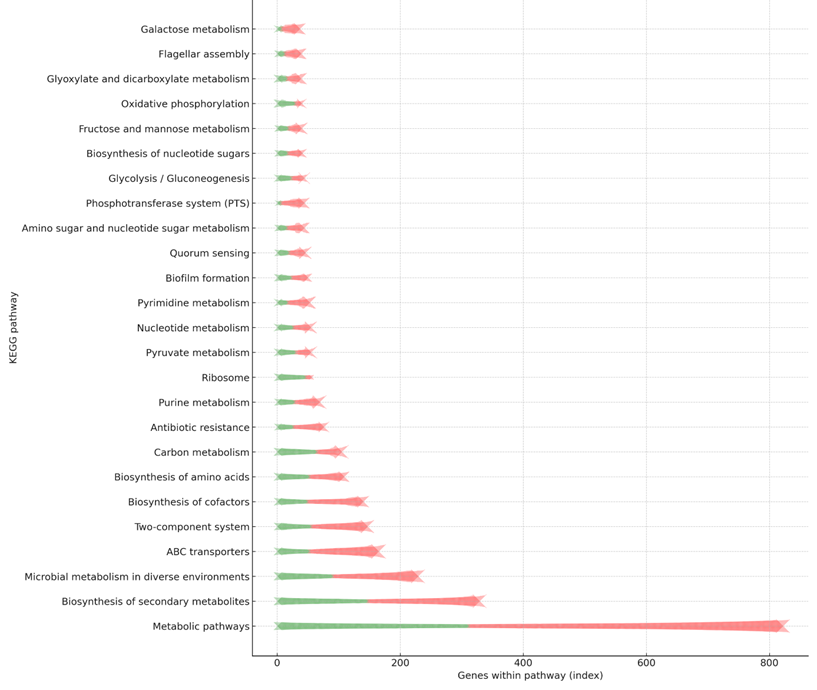 Galactose metabolism
Flagellar assembly
Glyoxylate and dicarboxylate metabolism
Oxidative phosphorylation
Fructose and mannose metabolism
Biosynthesis of nucleotide sugars
Glycolysis / Gluconeogenesis
Phosphotransferase system (PTS)
Amino sugar and nucleotide sugar metabolism
Quorum sensing
Biofilm formation
Pyrimidine metabolism
Nucleotide metabolism
Pyruvate metabolism
Ribosome
Purine metabolism
Antibiotic resistance
Carbon metabolism
Biosynthesis of amino acids
Biosynthesis of cofactors
Two-component system
ABC transporters
Microbial metabolism in diverse environments
Biosynthesis of secondary metabolites
Metabolic pathways
KEGG pathway
0 200 400 600 800
Genes within pathway (index)